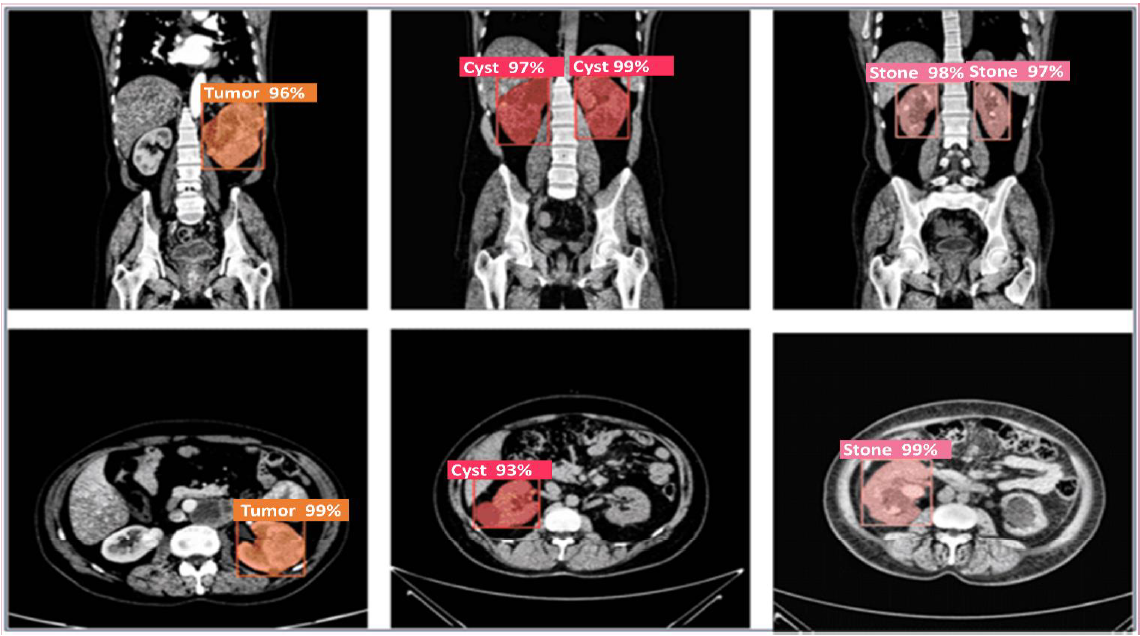 Tumor 96%
Cyst 97%
Cyst 99%
Stone 98%
Stone 97%
Tumor 99%
Cyst 93%
Stone 99%